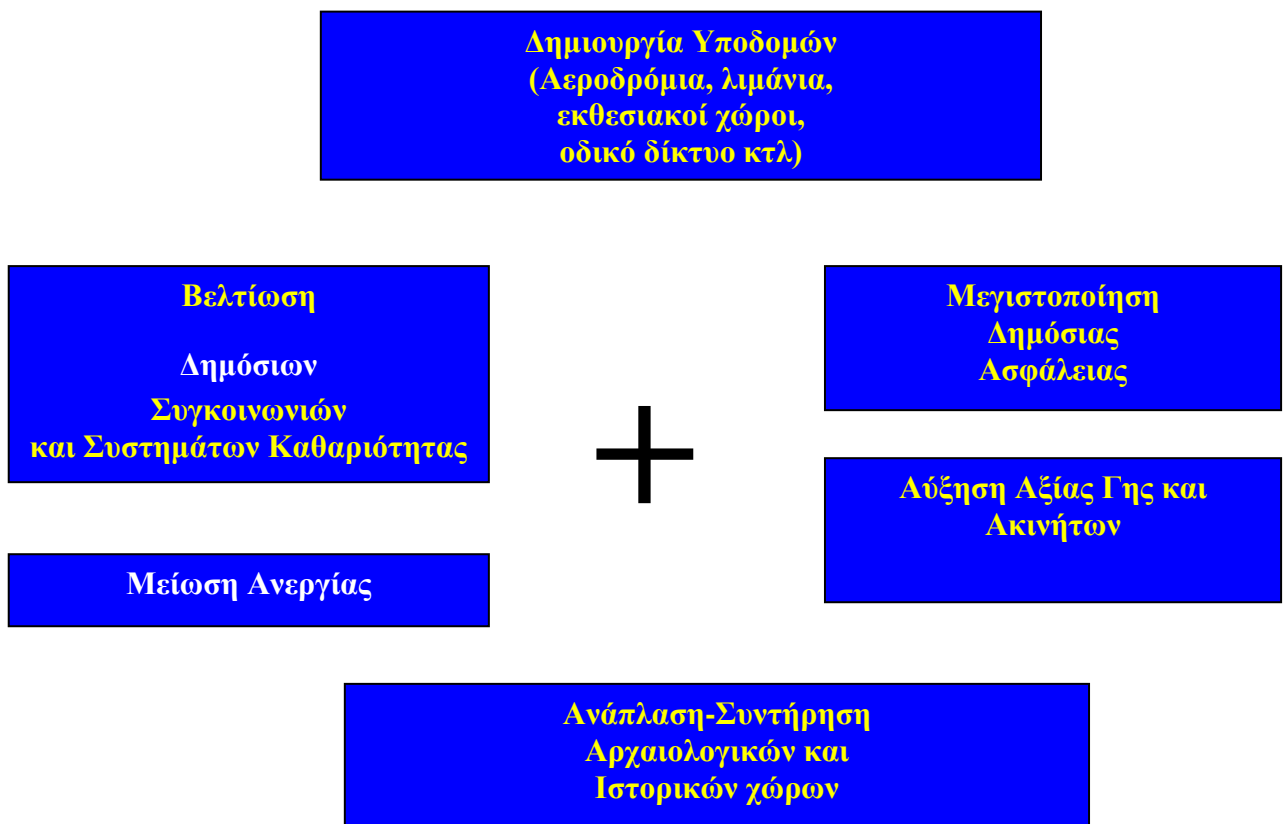 Δημιουργία Υποδομών
(Αεροδρόμια, λιμάνια,
εκθεσιακοί χώροι,
οδικό δίκτυο κτλ)
Βελτίωση
Δημόσιων
Συγκοινωνιών
και Συστημάτων Καθαριότητας
Μείωση Ανεργίας
+
Μεγιστοποίηση
Δημόσιας
Ασφάλειας
Αύξηση Αξίας Γης και
Ακινήτων
Ανάπλαση-Συντήρηση
Αρχαιολογικών και
Ιστορικών χώρων